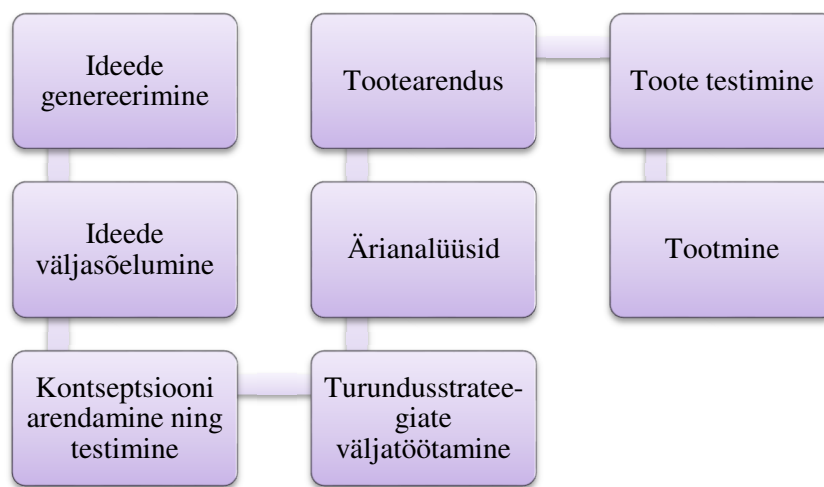 Ideede
genereerimine
Ideede
väljasõelumine
Kontseptsiooni
arendamine ning
testimine
Turundusstratee-
giate
väljatöötamine
Ärianalüüsid
Tootearendus
Toote testimine
Tootmine